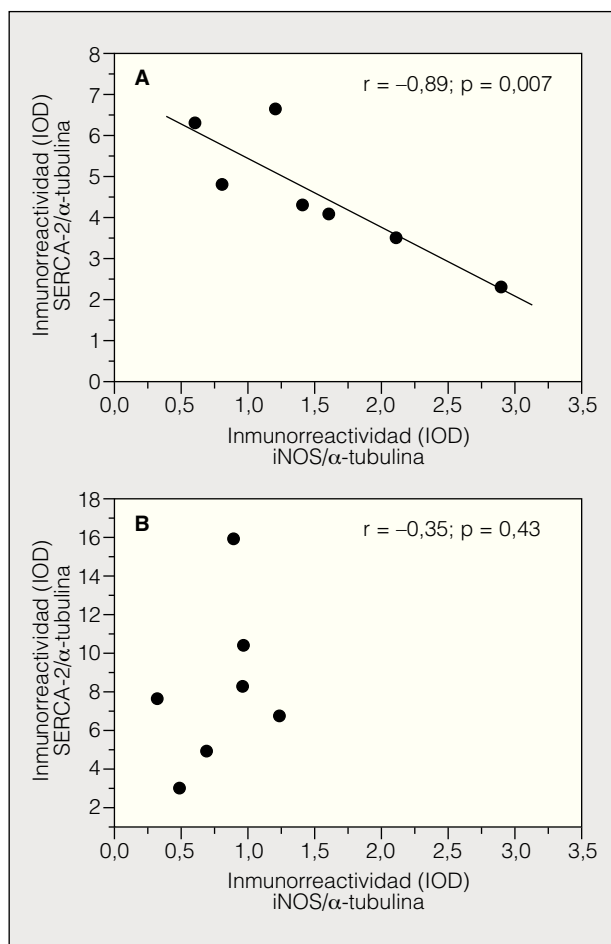 A
r = –0,89; p = 0,007
Inmunorreactividad (IOD)
SERCA-2/α-tubulina
8
7
6
5
4
3
2
1
0
0,0 0,5 1,0 1,5 2,0 2,5 3,0 3,5
Inmunorreactividad (IOD)
iNOS/α-tubulina
B
r = –0,35; p = 0,43
Inmunorreactividad (IOD)
SERCA-2/α-tubulina
18
16
14
12
10
8
6
4
2
0,0 0,5 1,0 1,5 2,0 2,5 3,0 3,5
Inmunorreactividad (IOD)
iNOS/α-tubulina